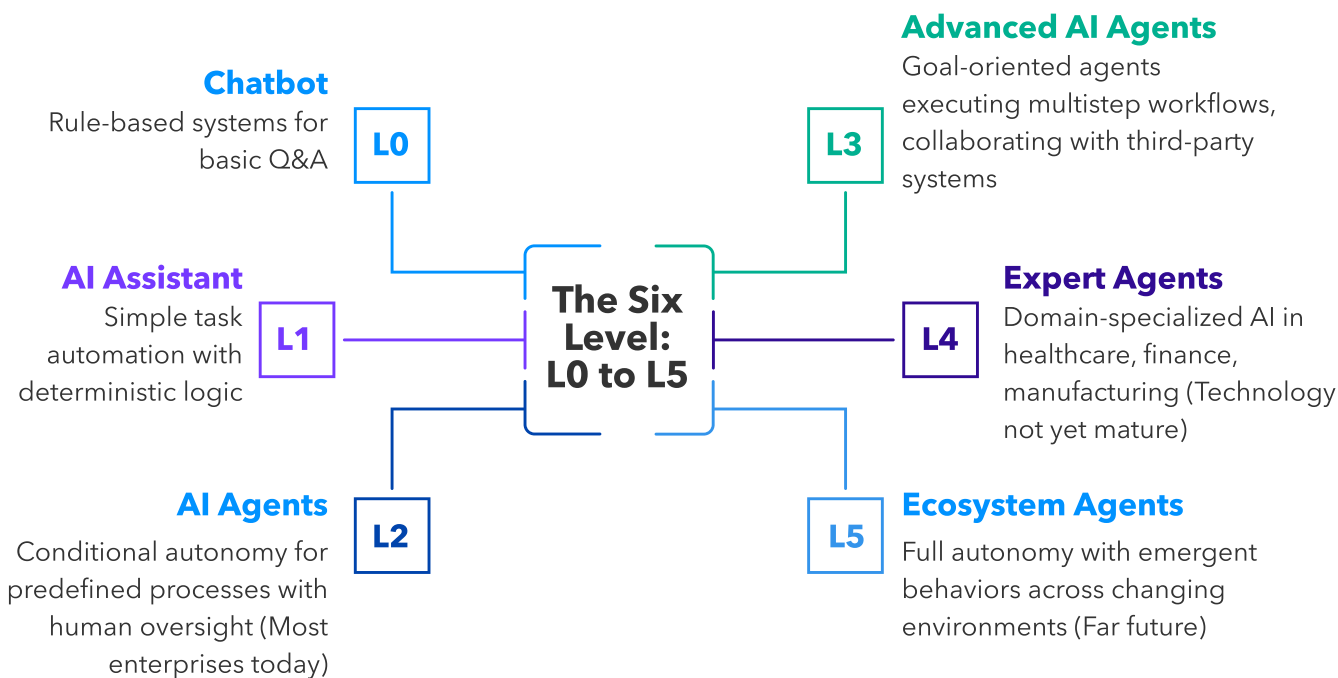 Chatbot
Rule-based systems for
basic Q&A
L0
AI Assistant
Simple task
automation with
deterministic logic
L1
AI Agents
Conditional autonomy for
predefined processes with
human oversight (Most
enterprises today)
L2
The Six
Level:
L0 to L5
Advanced AI Agents
Goal-oriented agents
executing multistep workflows,
collaborating with third-party
systems
L3
Expert Agents
Domain-specialized AI in
healthcare, finance,
manufacturing (Technology
not yet mature)
L4
Ecosystem Agents
Full autonomy with emergent
behaviors across changing
environments (Far future)
L5